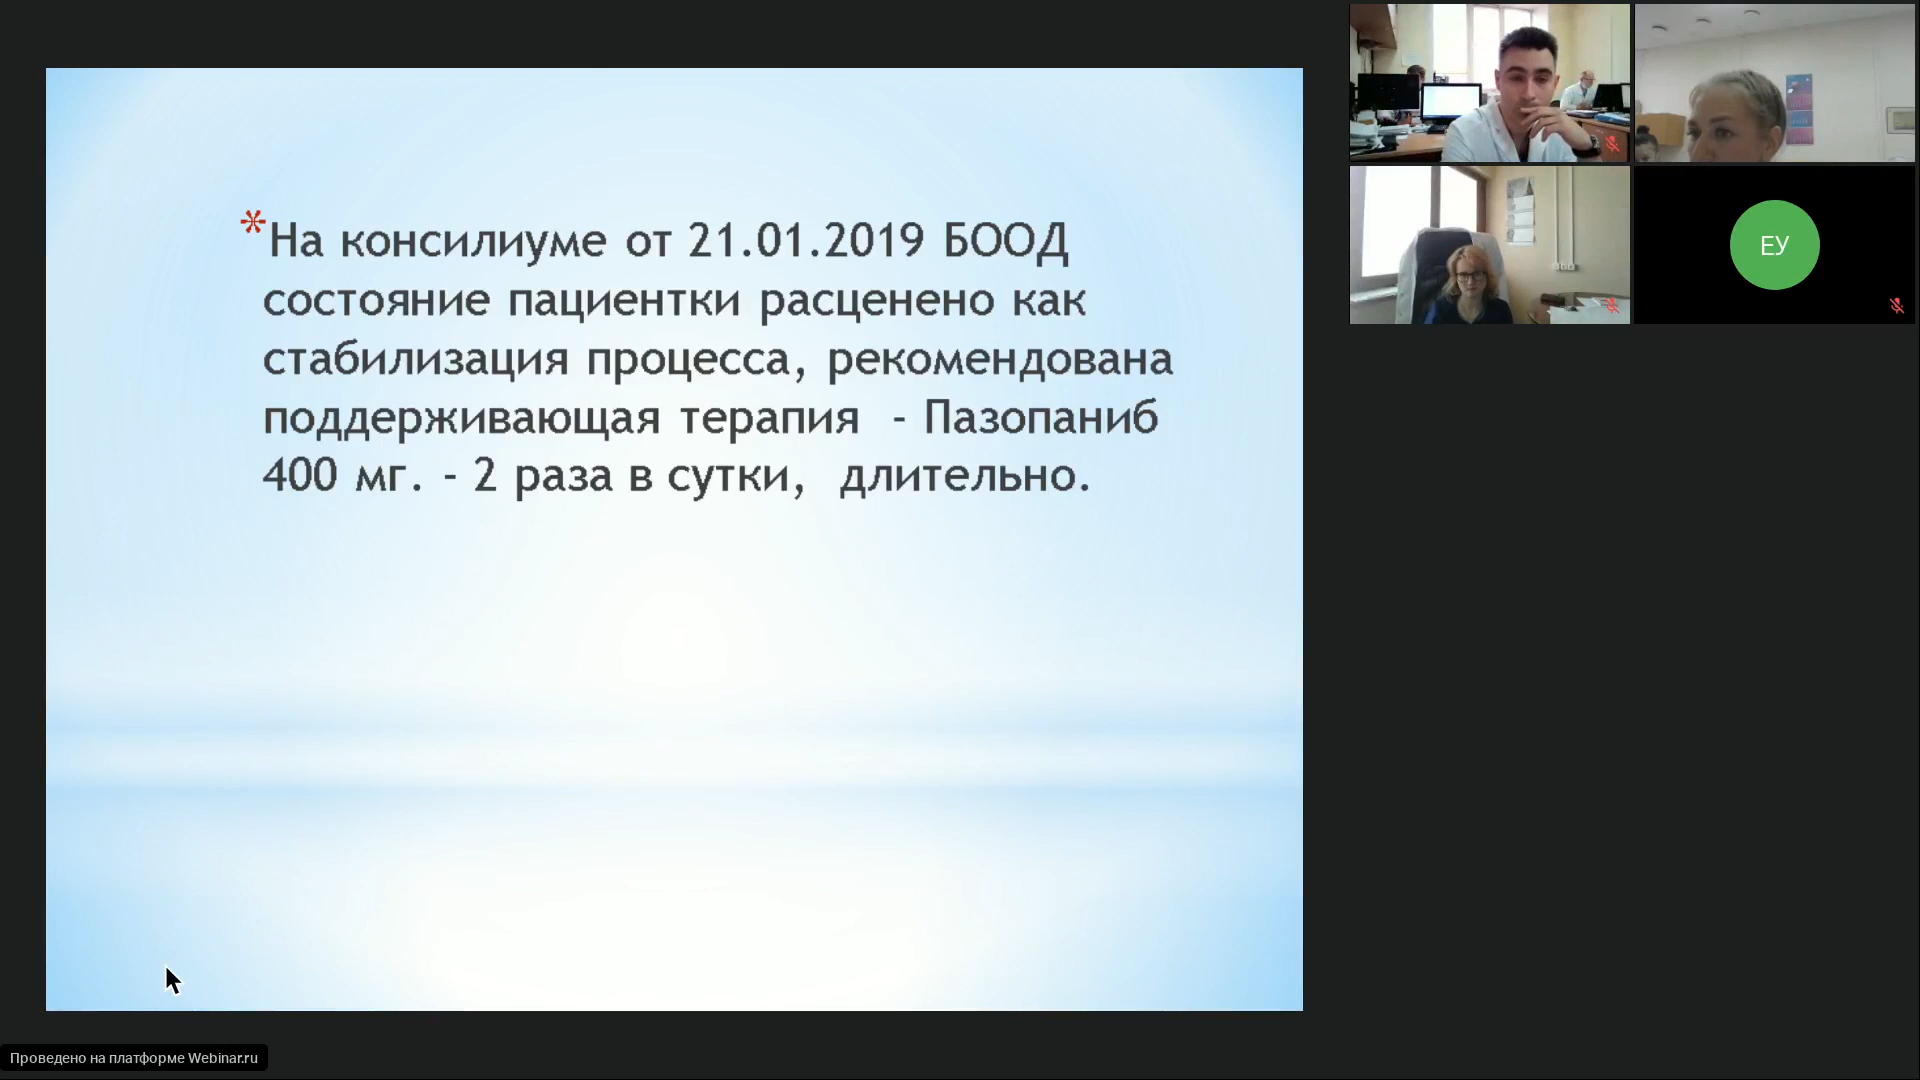 * На консилиуме от 21.01.2019 БООД
состояние пациентки расценено как
стабилизация процесса, рекомендована
поддерживающая терапия - Пазопаниб
400 мг. - 2 раза в сутки, длительно.
ЕУ
Проведено на платформе Webinar.ru